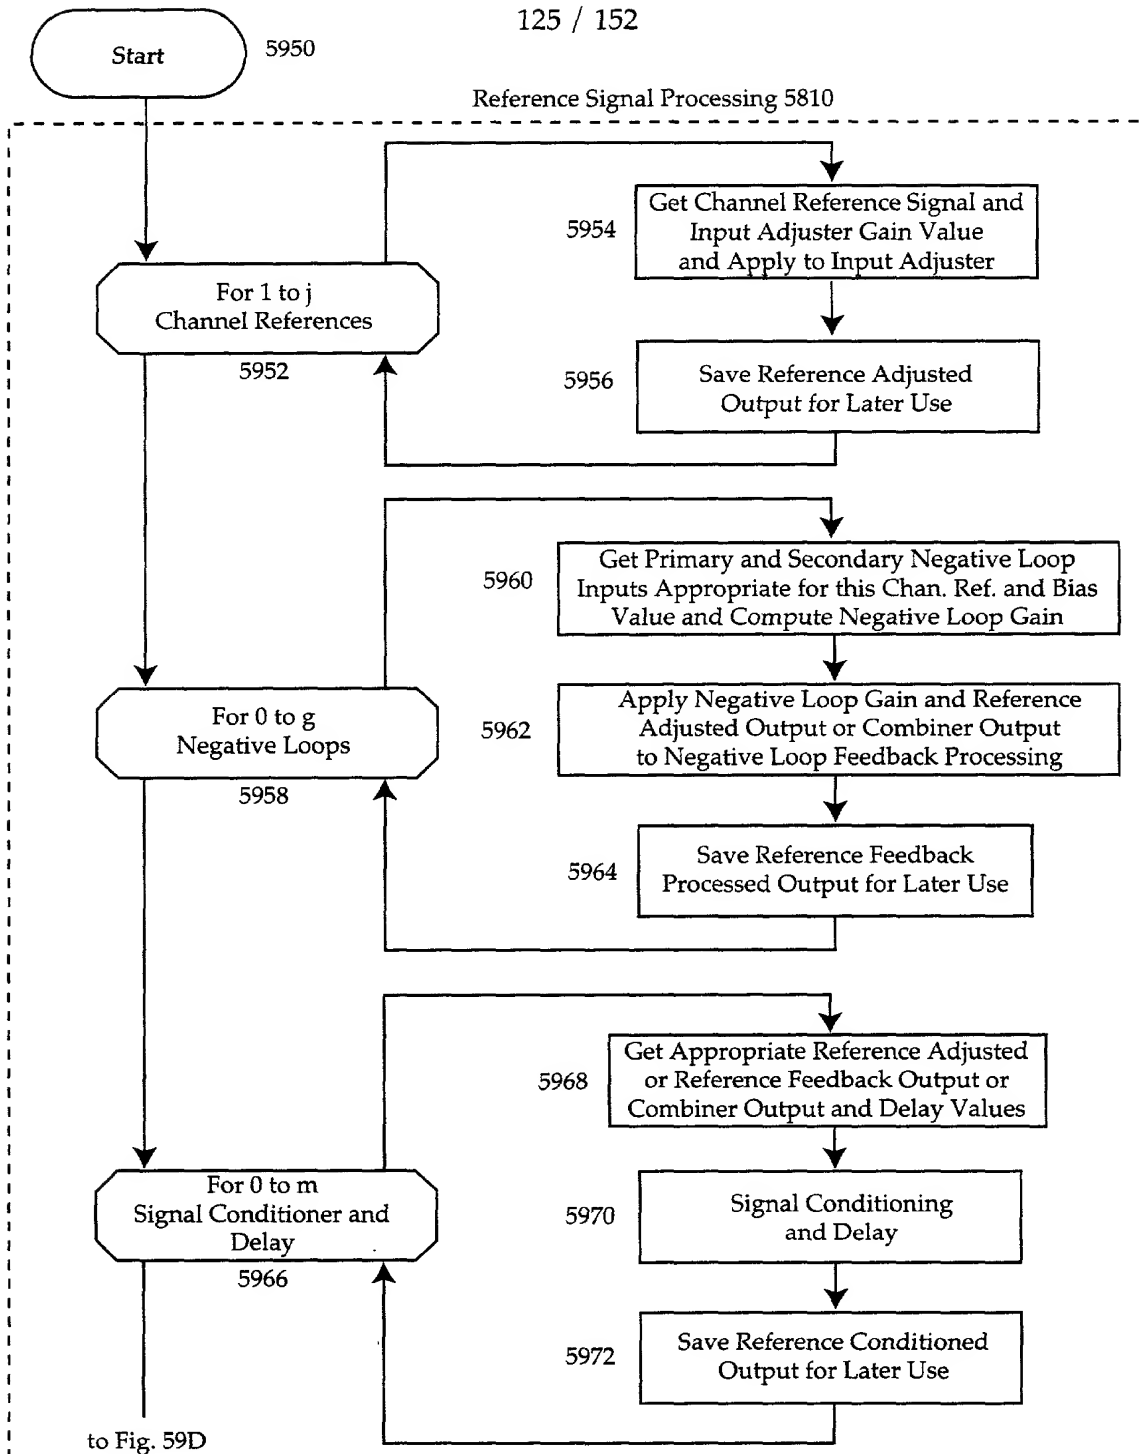 125 / 152
Start
5950
Reference Signal Processing 5810
5954
Get Channel Reference Signal and
Input Adjuster Gain Value
and Apply to Input Adjuster
For 1 to j
Channel References
5952
5956
Save Reference Adjusted
Output for Later Use
5960
Get Primary and Secondary Negative Loop
Inputs Appropriate for this Chan. Ref. and Bias
Value and Compute Negative Loop Gain
For 0 to g
Negative Loops
5958
5962
Apply Negative Loop Gain and Reference
Adjusted Output or Combiner Output
to Negative Loop Feedback Processing
5964
Save Reference Feedback
Processed Output for Later Use
5968
Get Appropriate Reference Adjusted
or Reference Feedback Output or
Combiner Output and Delay Values
For 0 to m
Signal Conditioner and
Delay
5966
5970
Signal Conditioning
and Delay
5972
Save Reference Conditioned
Output for Later Use
to Fig. 59D